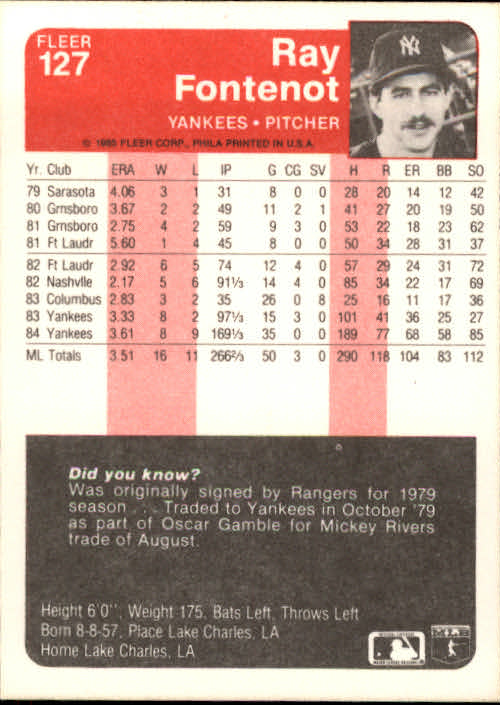 FLEER
127
Ray
Fontenot
YANKEES • PITCHER
© 1985 FLEER CORP., PHILA PRINTED IN U.S.A.
Yr. Club ERA W L IP G CG SV H R ER BB SO
79 Sarasota 4.06 3 1 31 8 0 0 28 20 14 12 42
80 Grnsboro 3.67 2 2 49 11 2 1 41 27 20 19 50
81 Grnsboro 2.75 4 2 59 9 3 0 53 22 18 23 62
81 Ft Laudr 5.60 1 4 45 8 0 0 50 34 28 31 37
82 Ft Laudr 2.92 6 5 74 12 4 0 57 29 24 31 72
82 Nashvlle 2.17 5 6 91⅓ 14 4 0 85 34 22 17 69
83 Columbus 2.83 3 2 35 26 0 8 25 16 11 17 36
83 Yankees 3.33 8 2 97⅓ 15 3 0 101 41 36 25 27
84 Yankees 3.61 8 9 169⅓ 35 0 0 189 77 68 58 85
ML Totals 3.51 16 11 266⅔ 50 3 0 290 118 104 83 112
Did you know?
Was originally signed by Rangers for 1979
season . . . Traded to Yankees in October '79
as part of Oscar Gamble for Mickey Rivers
trade of August.
Height 6'0", Weight 175, Bats Left, Throws Left
Born 8-8-57, Place Lake Charles, LA
Home Lake Charles, LA